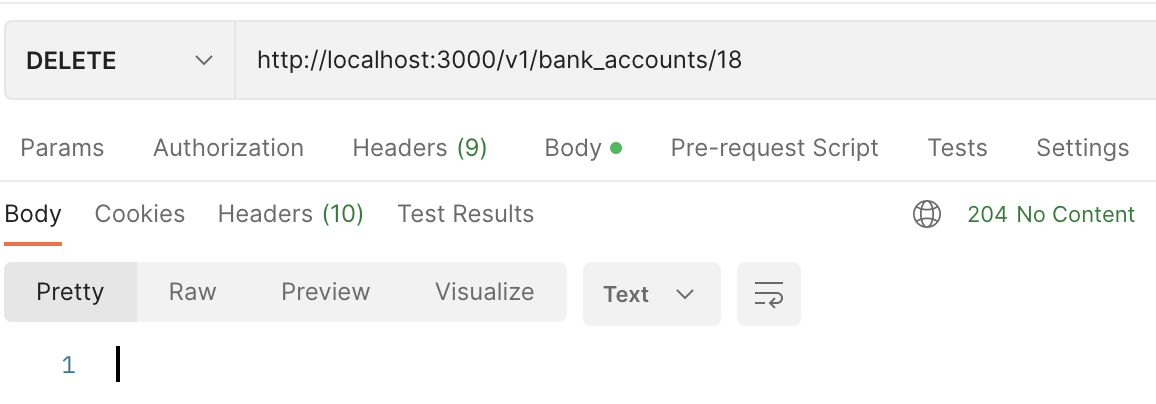 DELETE http://localhost:3000/v1/bank_accounts/18
Params Authorization Headers (9) Body Pre-request Script Tests Settings
Body Cookies Headers (10) Test Results 204 No Content
Pretty Raw Preview Visualize Text
1